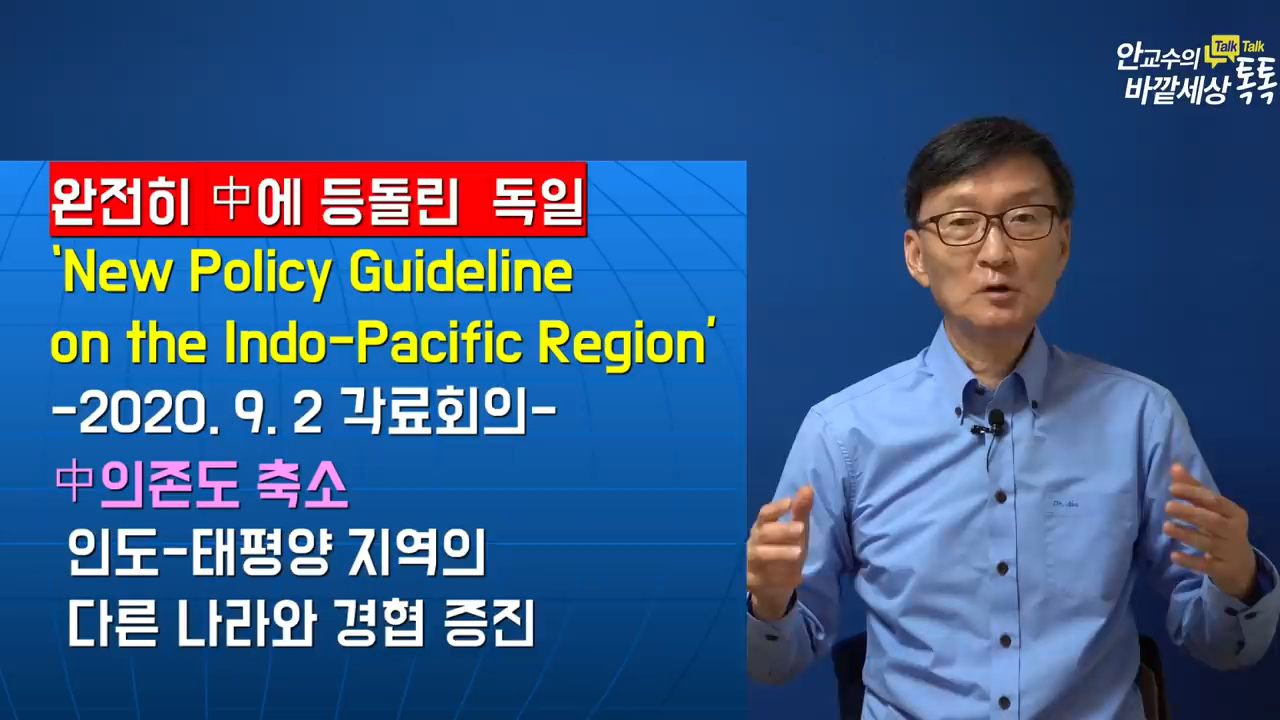 안교수의 Talk Talk
바깥세상 톡톡
완전히 中에 등돌린 독일
‘New Policy Guideline
on the Indo-Pacific Region’
-2020. 9. 2 각료회의-
中의존도 축소
인도-태평양 지역의
다른 나라와 경협 증진